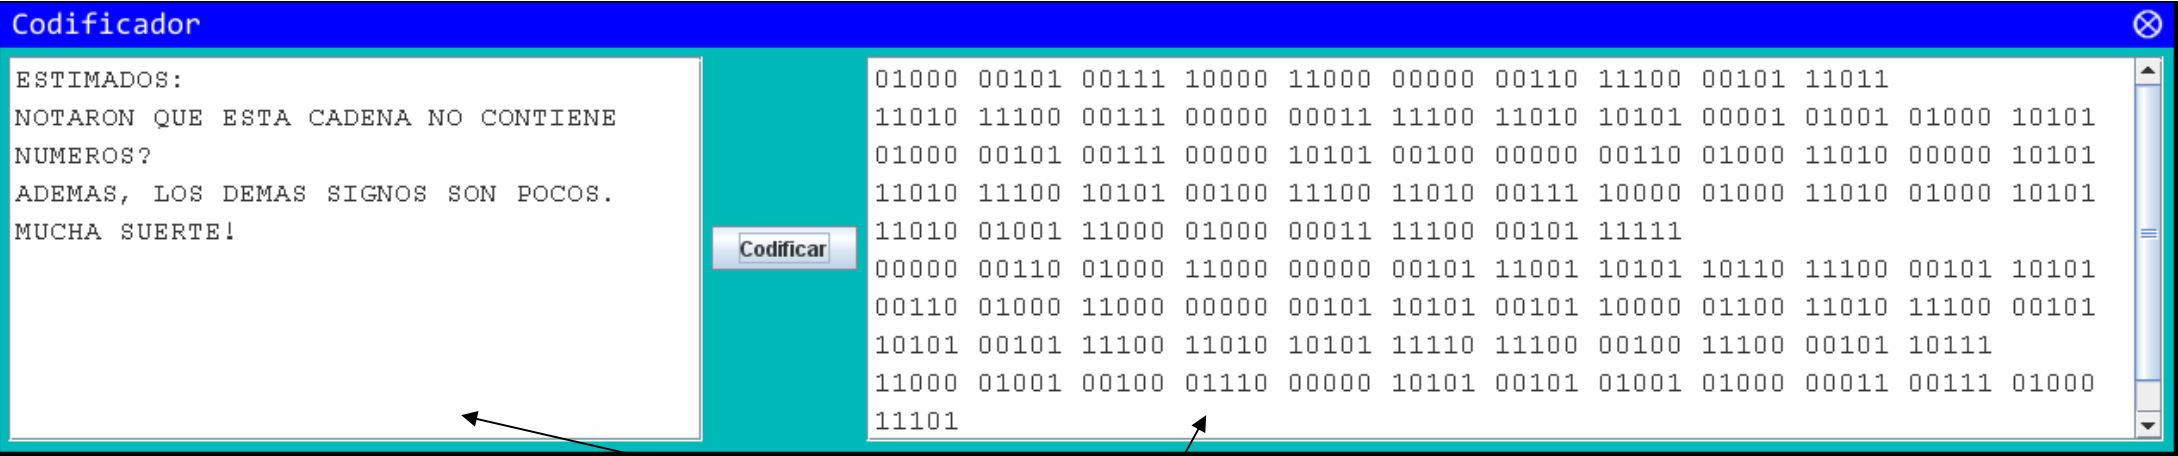 Codificador
ESTIMADOS:
NOTARON QUE ESTA CADENA NO CONTIENE
NUMEROS?
ADEMAS, LOS DEMAS SIGNOS SON POCOS.
MUCHA SUERTE!
Codificar
01000 00101 00111 10000 11000 00000 00110 11100 00101 11011
11010 11100 00111 00000 00011 11100 11010 10101 00001 01001 01000 10101
01000 00101 00111 00000 10101 00100 00000 00110 01000 11010 00000 10101
11010 11100 10101 00100 11100 11010 00111 10000 01000 11010 01000 10101
11010 01001 11000 01000 00011 11100 00101 11111
00000 00110 01000 11000 00000 00101 11001 10101 10110 11100 00101 10101
00110 01000 11000 00000 00101 10101 00101 10000 01100 11010 11100 00101
10101 00101 11100 11010 10101 11110 11100 00100 11100 00101 10111
11000 01001 00100 01110 00000 10101 00101 01001 01000 00011 00111 01000
11101